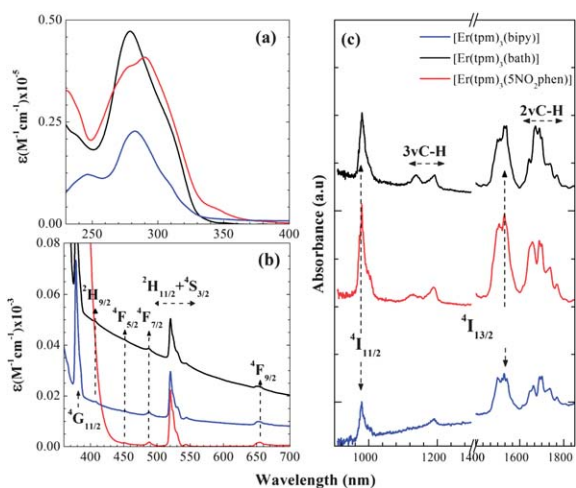 (a)
ε(M⁻¹cm⁻¹)x10⁻⁵
0.50
0.25
0.00
250
300
350
400
(b)
ε(M⁻¹cm⁻¹)x10⁻³
0.08
0.06
0.04
0.02
0.00
²H₁₁/₂+⁴S₃/₂
²H₉/₂
⁴F₅/₂
⁴F₇/₂
⁴F₉/₂
⁴G₁₁/₂
400
450
500
550
600
650
700
(c)
[Er(tpm)₃(bipy)]
[Er(tpm)₃(bath)]
[Er(tpm)₃(5NO₂phen)]
2νC-H
3νC-H
Absorbance (a.u)
⁴I₁₁/₂
⁴I₁₃/₂
1000
1200
1400
1600
1800
Wavelength (nm)